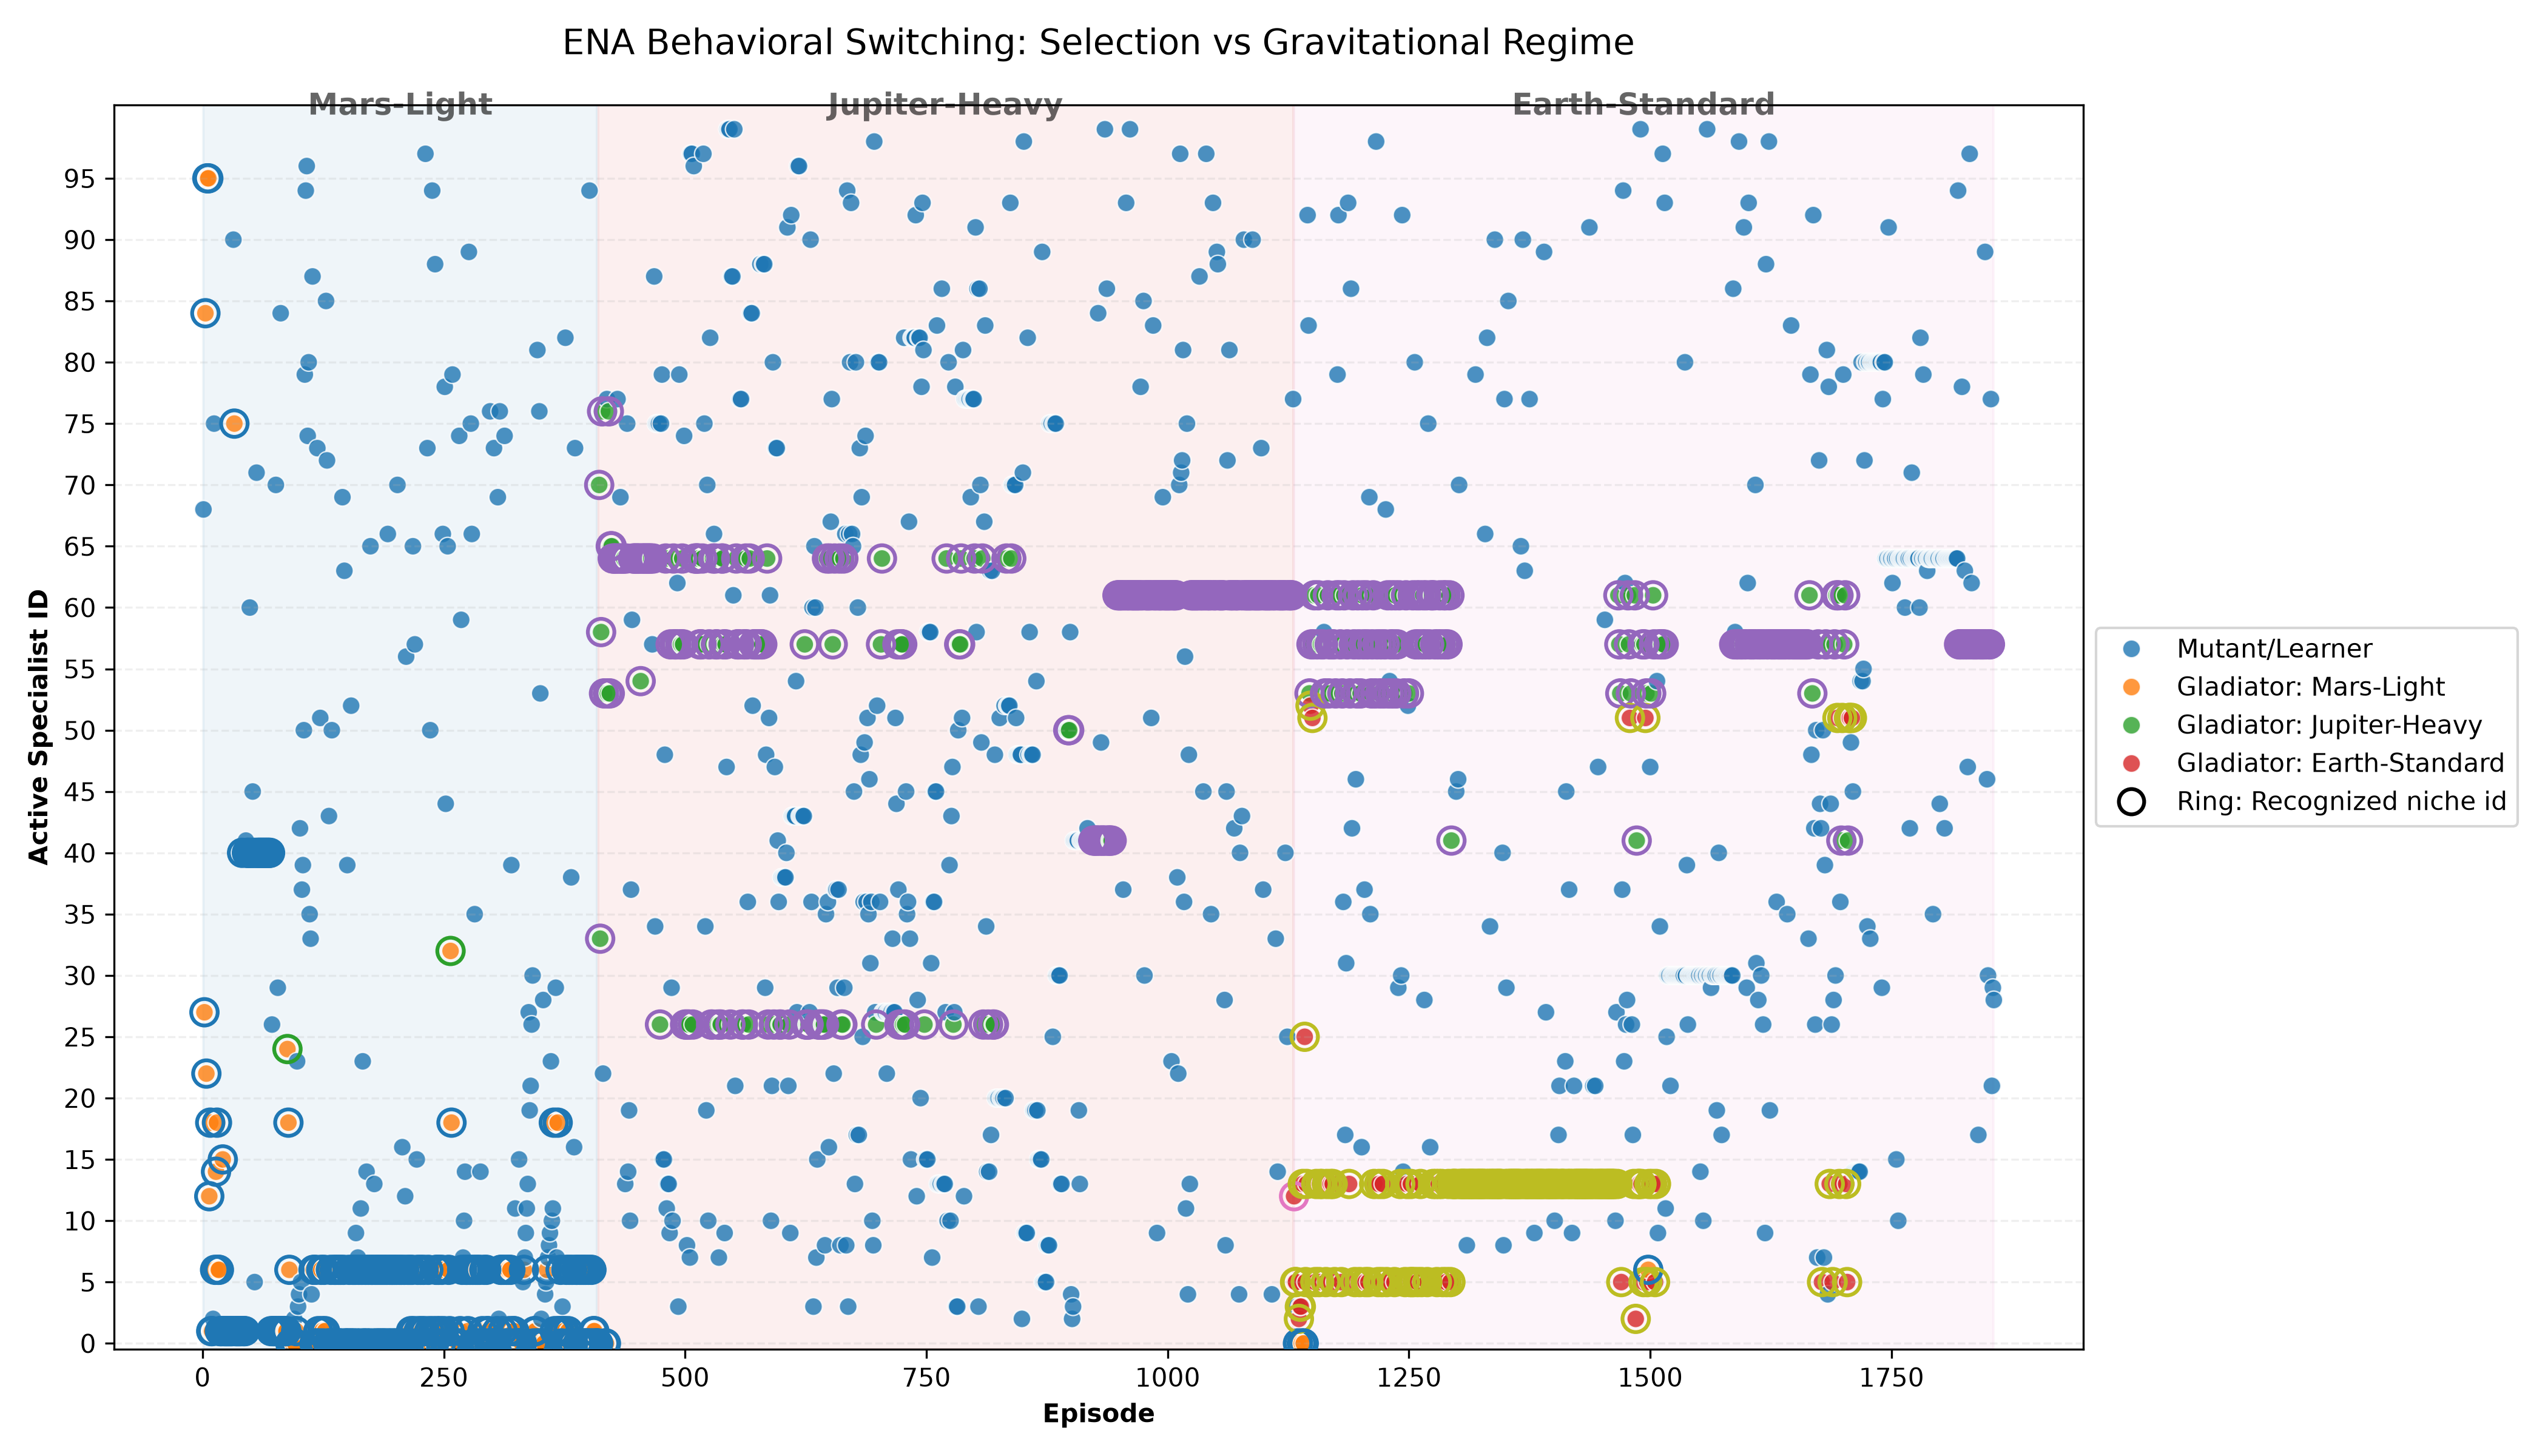 ENA Behavioral Switching: Selection vs Gravitational Regime
Mars-Light
Jupiter-Heavy
Earth-Standard
Active Specialist ID
95
90
85
80
75
70
65
60
55
50
45
40
35
30
25
20
15
10
5
0
0
250
500
750
1000
1250
1500
1750
Episode
Mutant/Learner
Gladiator: Mars-Light
Gladiator: Jupiter-Heavy
Gladiator: Earth-Standard
Ring: Recognized niche id